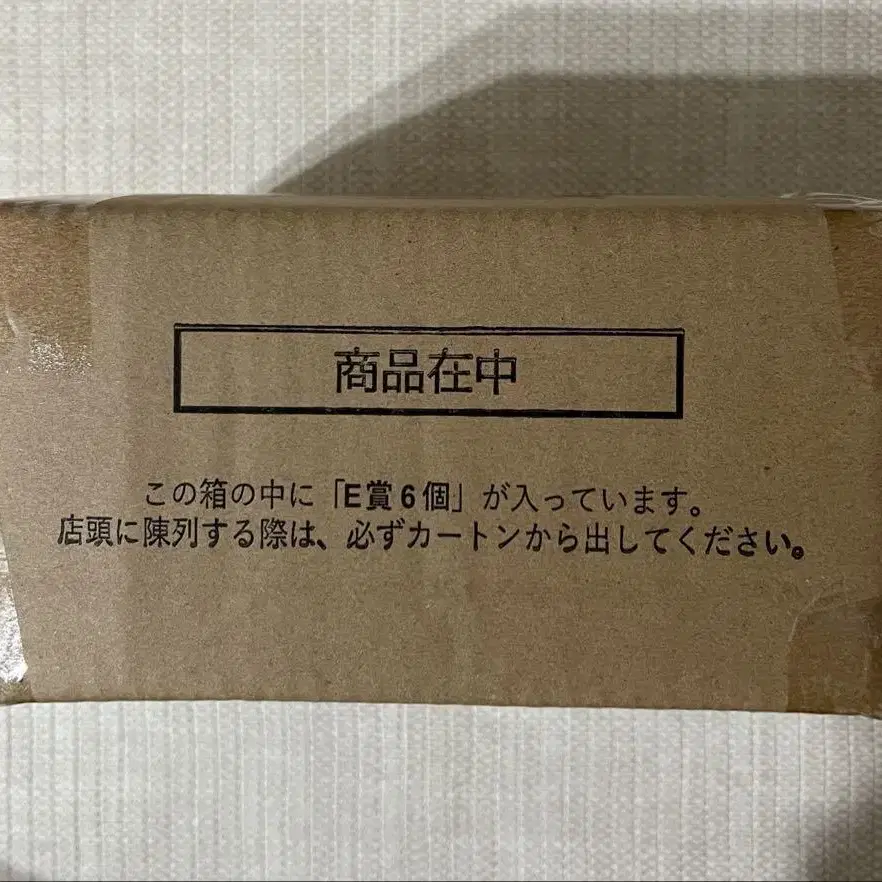 商品在中
この箱の中に「E賞6個」が入っています。
店頭に陳列する際は、必ずカートンから出してください。